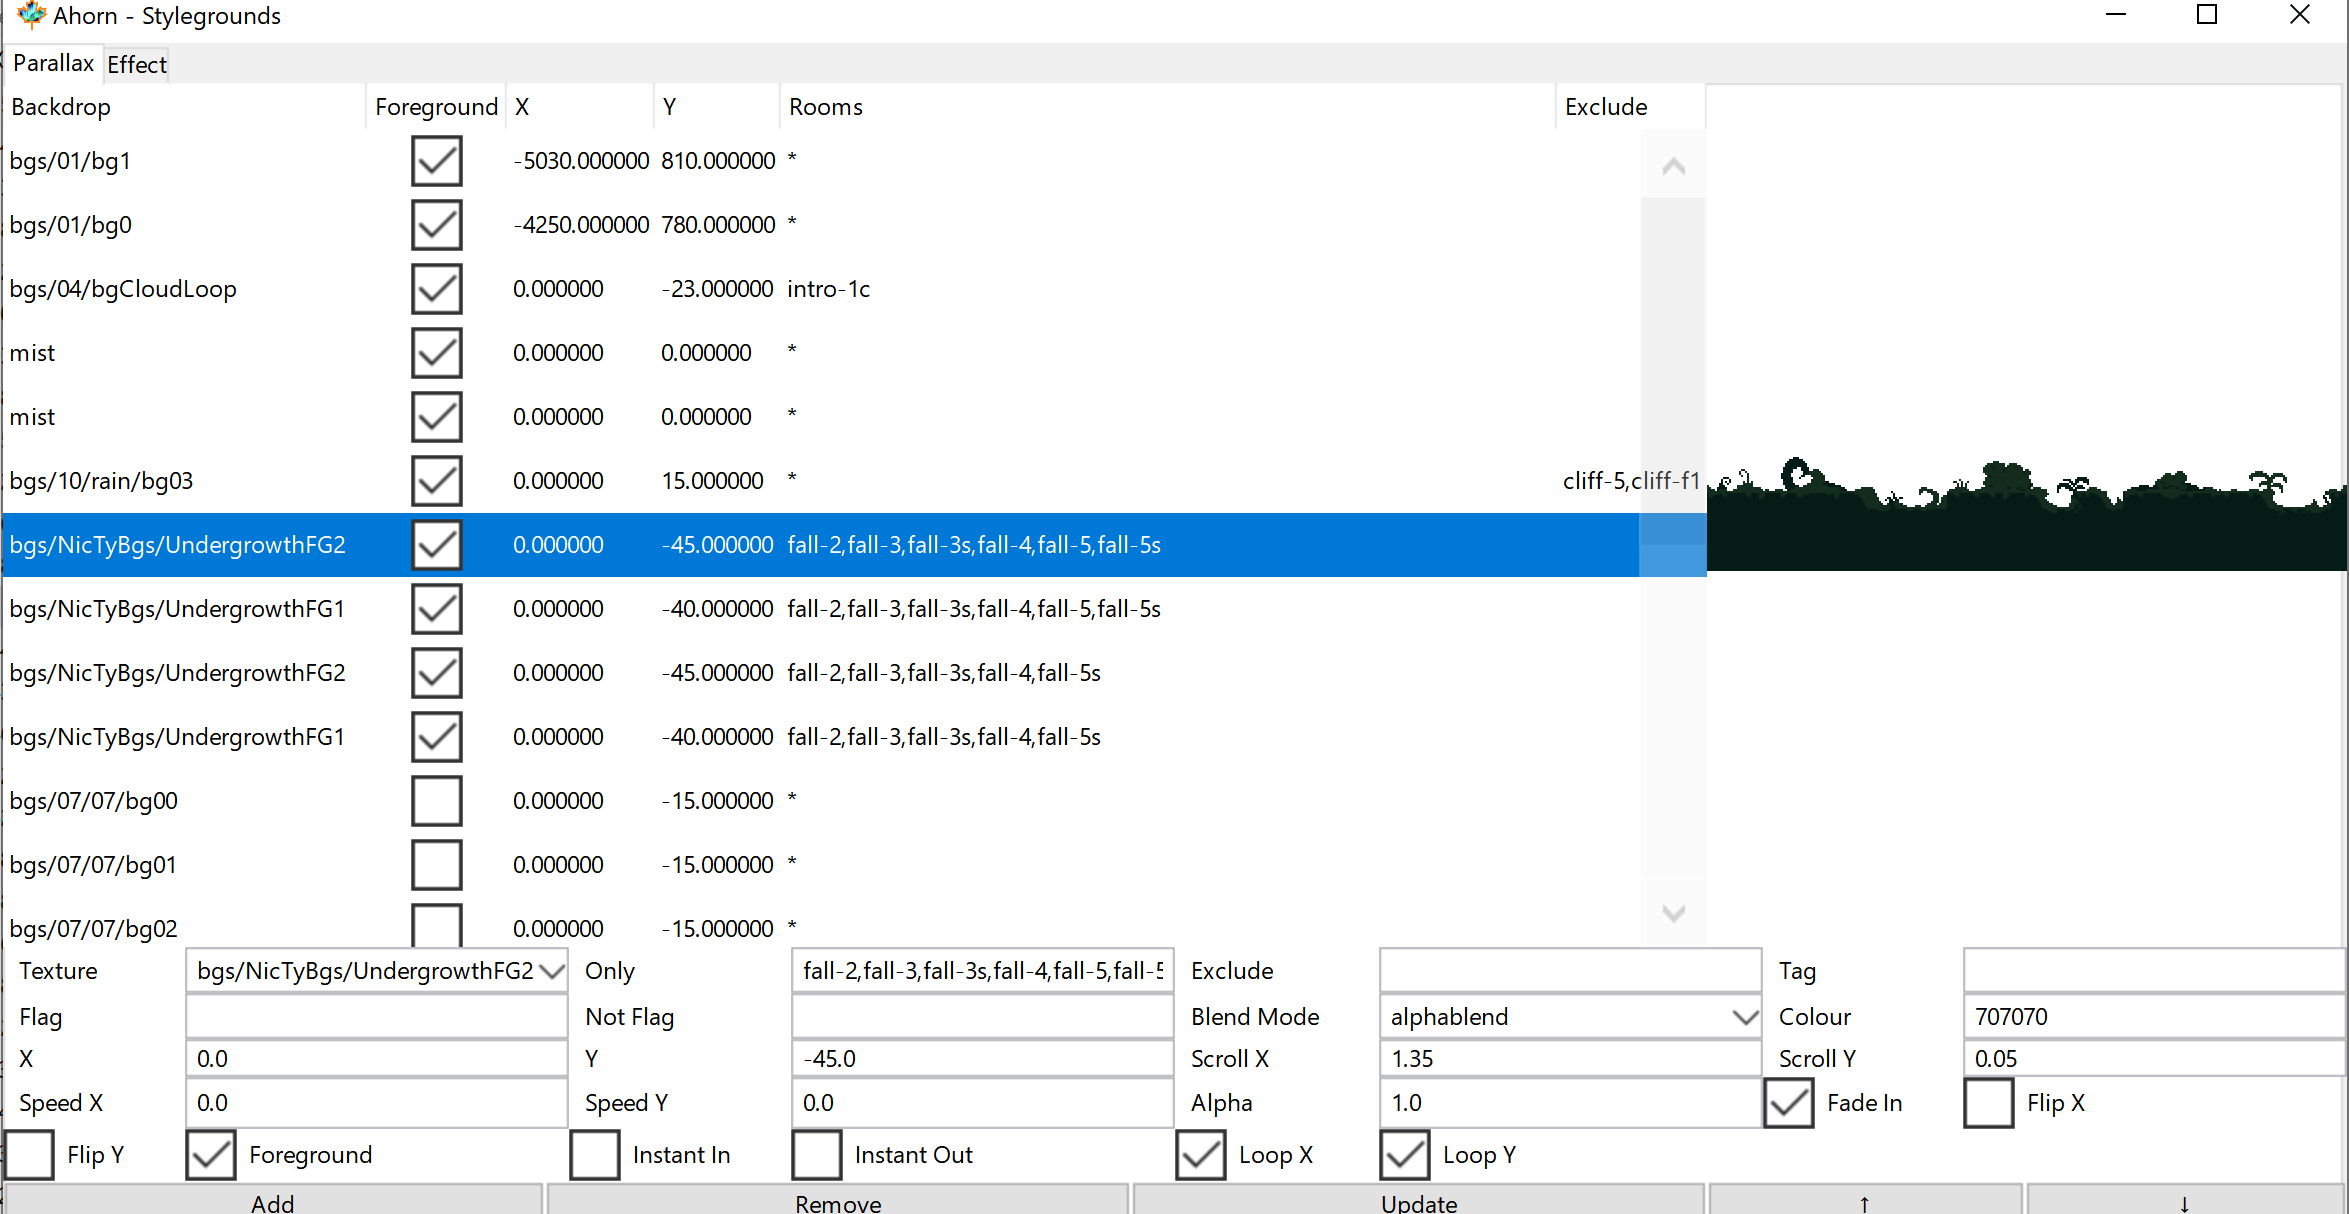 Ahorn - Stylegrounds
Parallax Effect
Backdrop Foreground X Y Rooms Exclude
bgs/01/bg1 -5030.000000 810.000000 *
bgs/01/bg0 -4250.000000 780.000000 *
bgs/04/bgCloudLoop 0.000000 -23.000000 intro-1c
mist 0.000000 0.000000 *
mist 0.000000 0.000000 *
bgs/10/rain/bg03 0.000000 15.000000 * cliff-5,cliff-f1
bgs/NicTyBgs/UndergrowthFG2 0.000000 -45.000000 fall-2,fall-3,fall-3s,fall-4,fall-5,fall-5s
bgs/NicTyBgs/UndergrowthFG1 0.000000 -40.000000 fall-2,fall-3,fall-3s,fall-4,fall-5,fall-5s
bgs/NicTyBgs/UndergrowthFG2 0.000000 -45.000000 fall-2,fall-3,fall-3s,fall-4,fall-5s
bgs/NicTyBgs/UndergrowthFG1 0.000000 -40.000000 fall-2,fall-3,fall-3s,fall-4,fall-5s
bgs/07/07/bg00 0.000000 -15.000000 *
bgs/07/07/bg01 0.000000 -15.000000 *
bgs/07/07/bg02 0.000000 -15.000000 *
Texture bgs/NicTyBgs/UndergrowthFG2 Only fall-2,fall-3,fall-3s,fall-4,fall-5,fall-5 Exclude Tag
Flag Not Flag Blend Mode alphablend Colour 707070
X 0.0 Y -45.0 Scroll X 1.35 Scroll Y 0.05
Speed X 0.0 Speed Y 0.0 Alpha 1.0 Fade In Flip X
Flip Y Foreground Instant In Instant Out Loop X Loop Y
Add Remove Update ↑ ↓